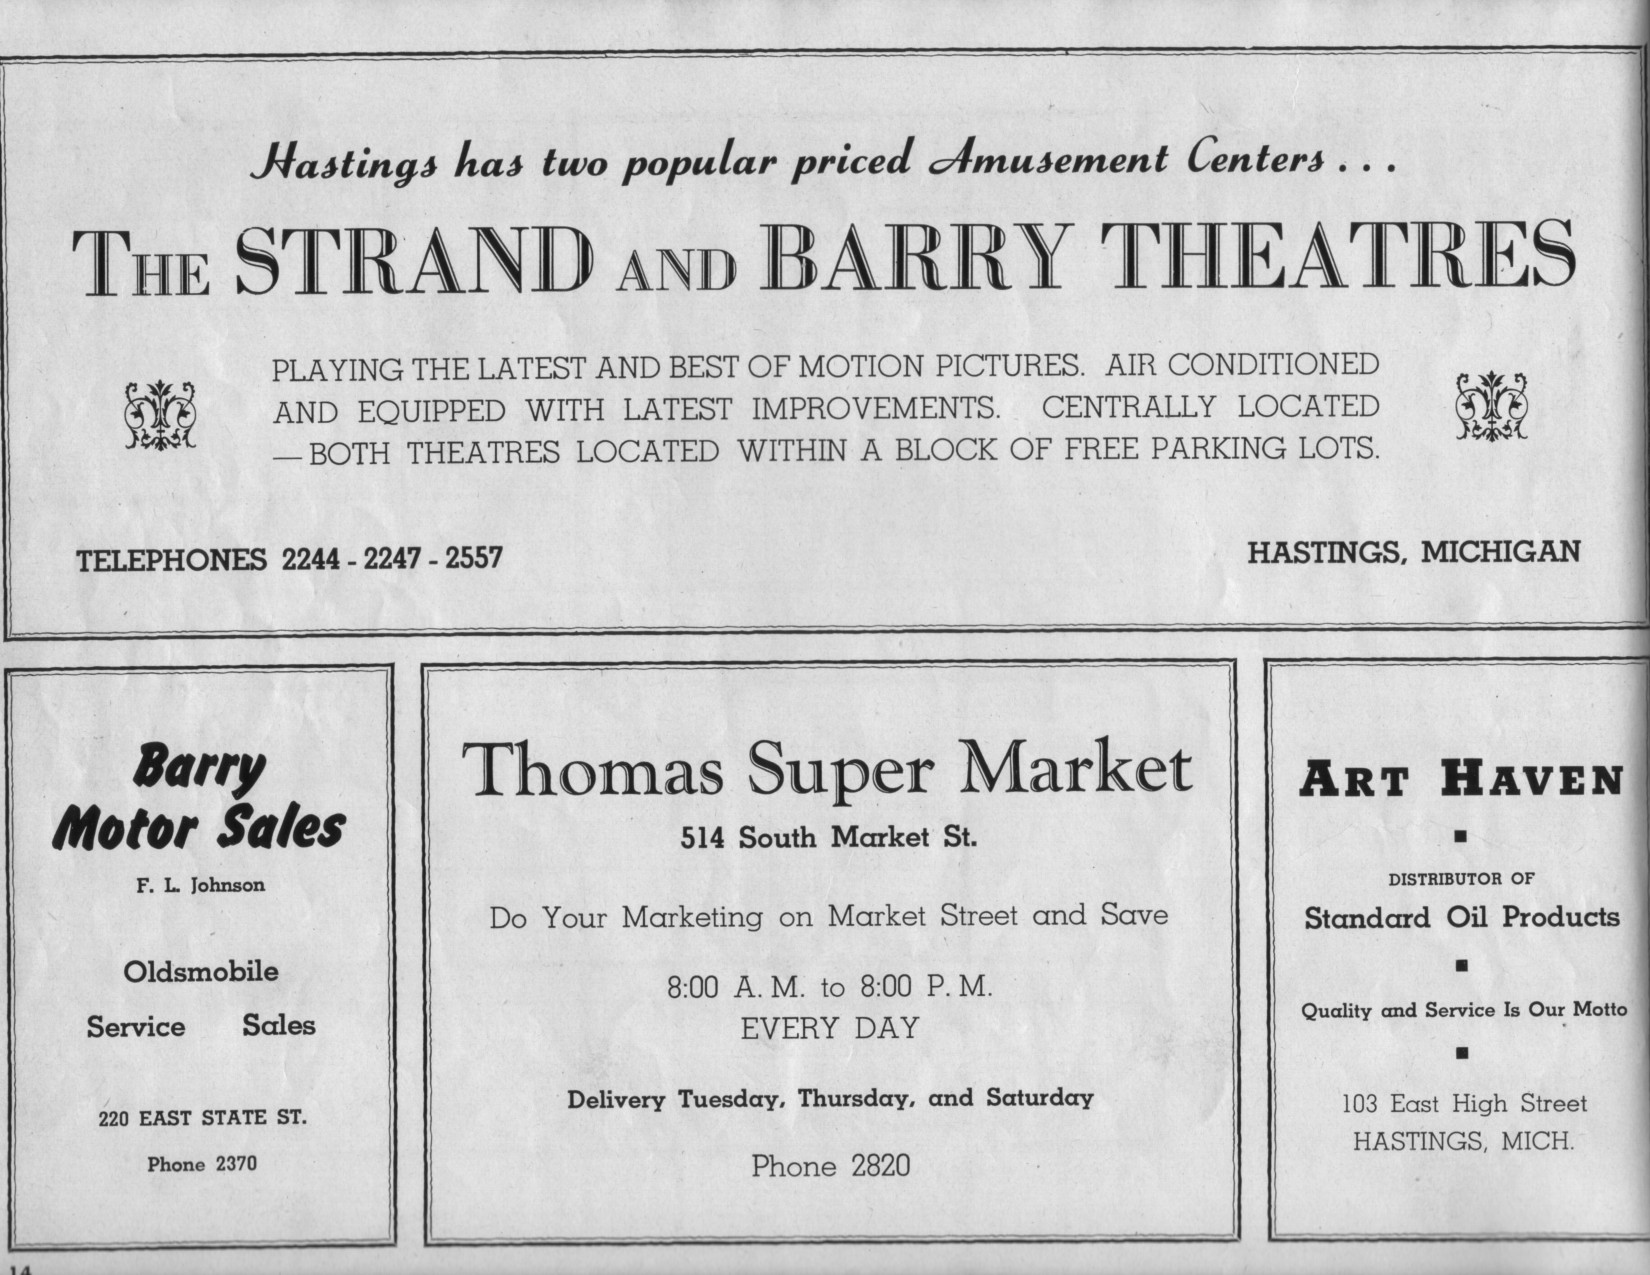 Hastings has two popular priced Amusement Centers . . .
THE STRAND AND BARRY THEATRES
PLAYING THE LATEST AND BEST OF MOTION PICTURES. AIR CONDITIONED
AND EQUIPPED WITH LATEST IMPROVEMENTS. CENTRALLY LOCATED
— BOTH THEATRES LOCATED WITHIN A BLOCK OF FREE PARKING LOTS.
TELEPHONES 2244 - 2247 - 2557
HASTINGS, MICHIGAN
Barry
Motor Sales
F. L. Johnson
Oldsmobile
Service Sales
220 EAST STATE ST.
Phone 2370
Thomas Super Market
514 South Market St.
Do Your Marketing on Market Street and Save
8:00 A. M. to 8:00 P. M.
EVERY DAY
Delivery Tuesday, Thursday, and Saturday
Phone 2820
ART HAVEN
DISTRIBUTOR OF
Standard Oil Products
Quality and Service Is Our Motto
103 East High Street
HASTINGS, MICH.
14